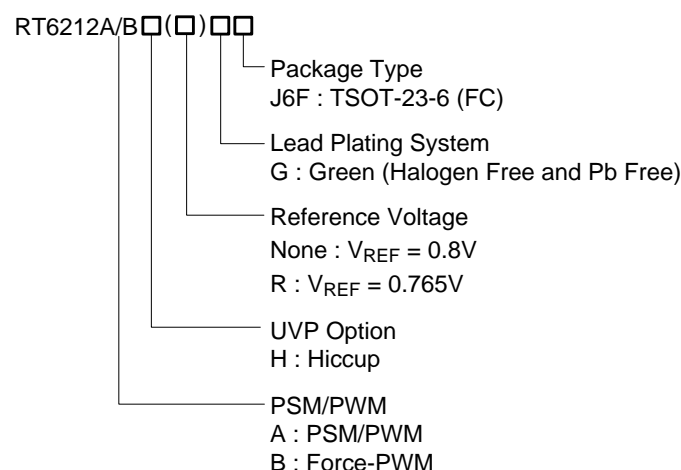 RT6212A/B□(□)□□
Package Type
J6F : TSOT-23-6 (FC)
Lead Plating System
G : Green (Halogen Free and Pb Free)
Reference Voltage
None : VREF = 0.8V
R : VREF = 0.765V
UVP Option
H : Hiccup
PSM/PWM
A : PSM/PWM
B : Force-PWM